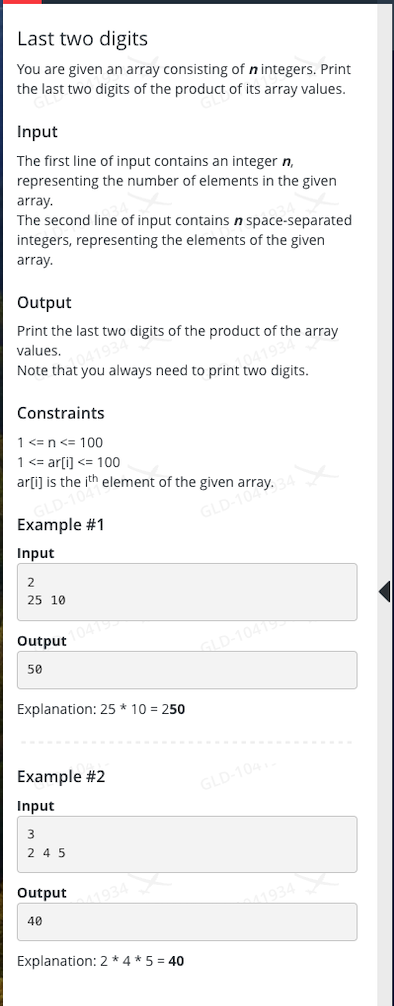 Last two digits
You are given an array consisting of n integers. Print
the last two digits of the product of its array values.
Input
The first line of input contains an integer n,
representing the number of elements in the given
array.
The second line of input contains n space-separated
integers, representing the elements of the given
array.
Output
Print the last two digits of the product of the array
values.
Note that you always need to print two digits.
Constraints
1 <= n <= 100
1 <= ar[i] <= 100
ar[i] is the ith element of the given array.
Example #1
Input
2
25 10
Output
50
Explanation: 25 * 10 = 250
Example #2
Input
3
2 4 5
Output
40
Explanation: 2 * 4 * 5 = 40